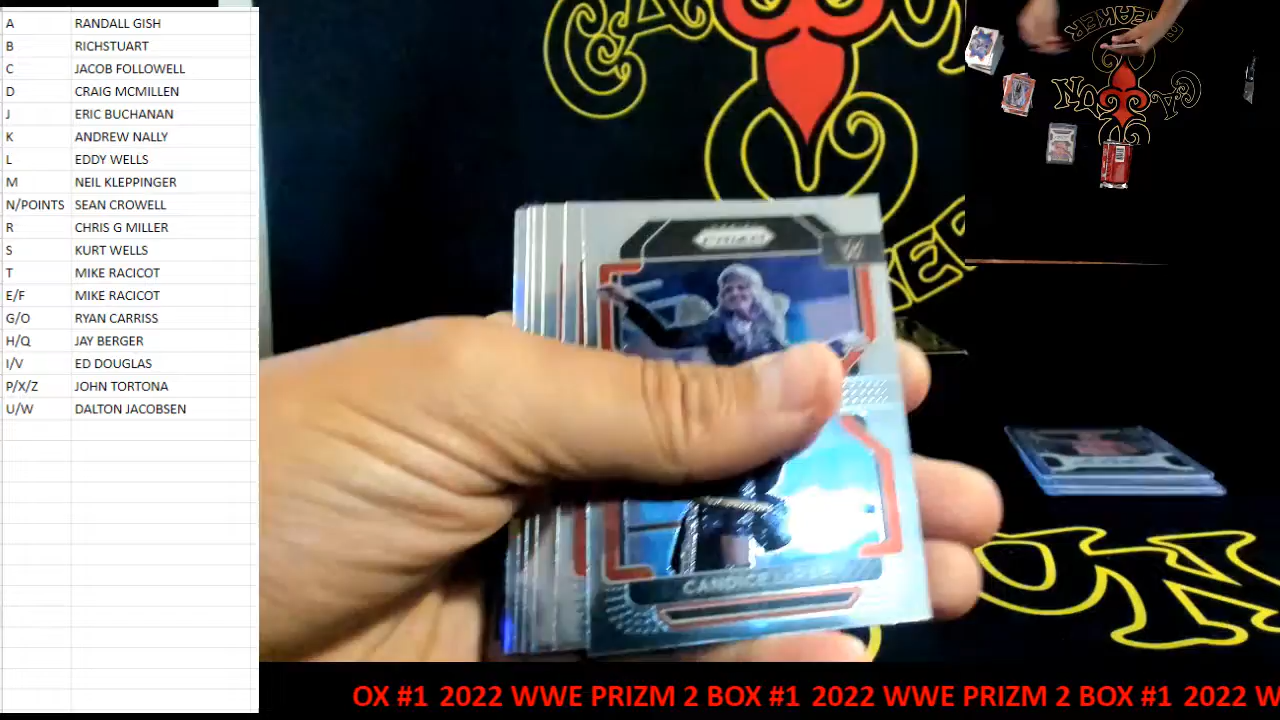 A RANDALL GISH
B RICHSTUART
C JACOB FOLLOWELL
D CRAIG MCMILLEN
J ERIC BUCHANAN
K ANDREW NALLY
L EDDY WELLS
M NEIL KLEPPINGER
N/POINTS SEAN CROWELL
R CHRIS G MILLER
S KURT WELLS
T MIKE RACICOT
E/F MIKE RACICOT
G/O RYAN CARRISS
H/Q JAY BERGER
I/V ED DOUGLAS
P/X/Z JOHN TORTONA
U/W DALTON JACOBSEN
PRIZM
W
CANDICE
BREAKER
OX #1 2022 WWE PRIZM 2 BOX #1 2022 WWE PRIZM 2 BOX #1 2022 W